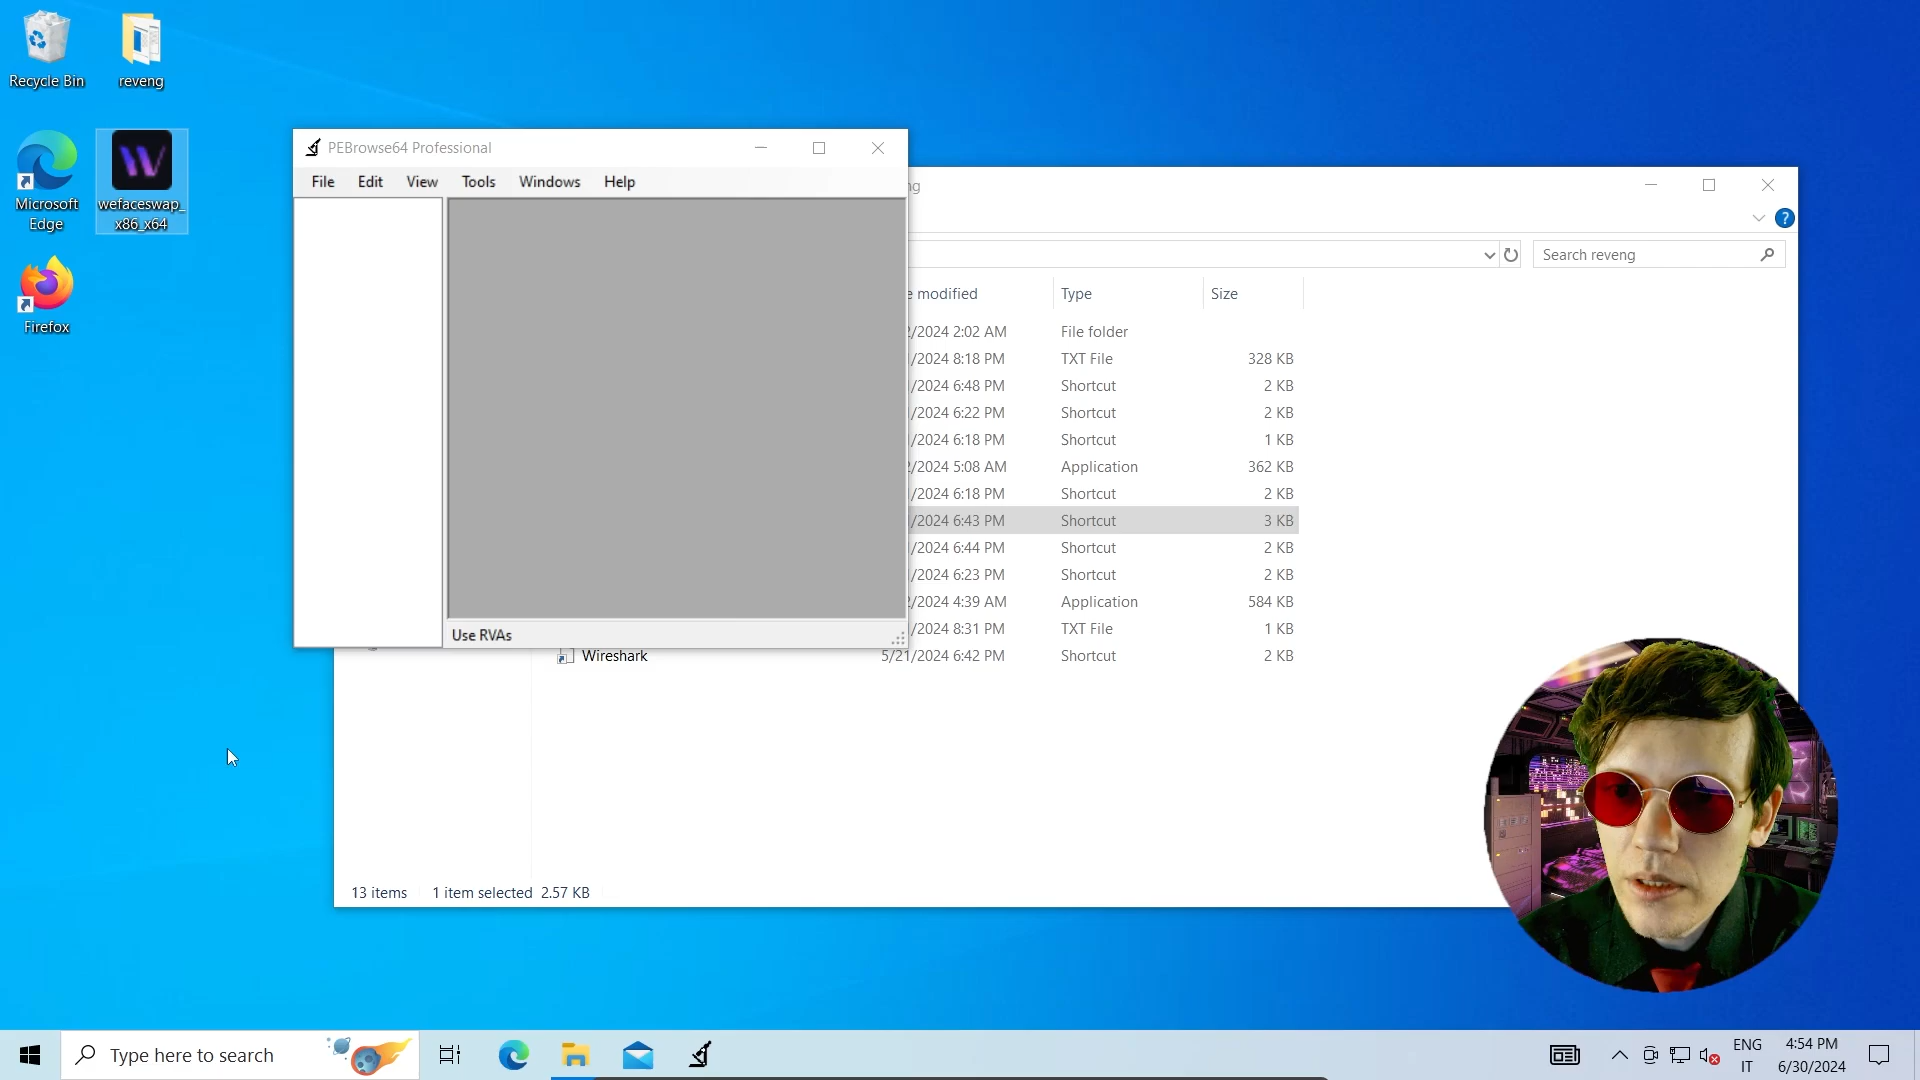 Recycle Bin
reveng
Microsoft
Edge
wefaceswap_
x86_x64
Firefox
PEBrowse64 Professional
File Edit View Tools Windows Help
Use RVAs
ng
Search reveng
e modified Type Size
2/2024 2:02 AM File folder
/2024 8:18 PM TXT File 328 KB
/2024 6:48 PM Shortcut 2 KB
/2024 6:22 PM Shortcut 2 KB
/2024 6:18 PM Shortcut 1 KB
2/2024 5:08 AM Application 362 KB
/2024 6:18 PM Shortcut 2 KB
/2024 6:43 PM Shortcut 3 KB
/2024 6:44 PM Shortcut 2 KB
/2024 6:23 PM Shortcut 2 KB
2/2024 4:39 AM Application 584 KB
/2024 8:31 PM TXT File 1 KB
Wireshark 5/21/2024 6:42 PM Shortcut 2 KB
13 items 1 item selected 2.57 KB
Type here to search
ENG
IT
4:54 PM
6/30/2024